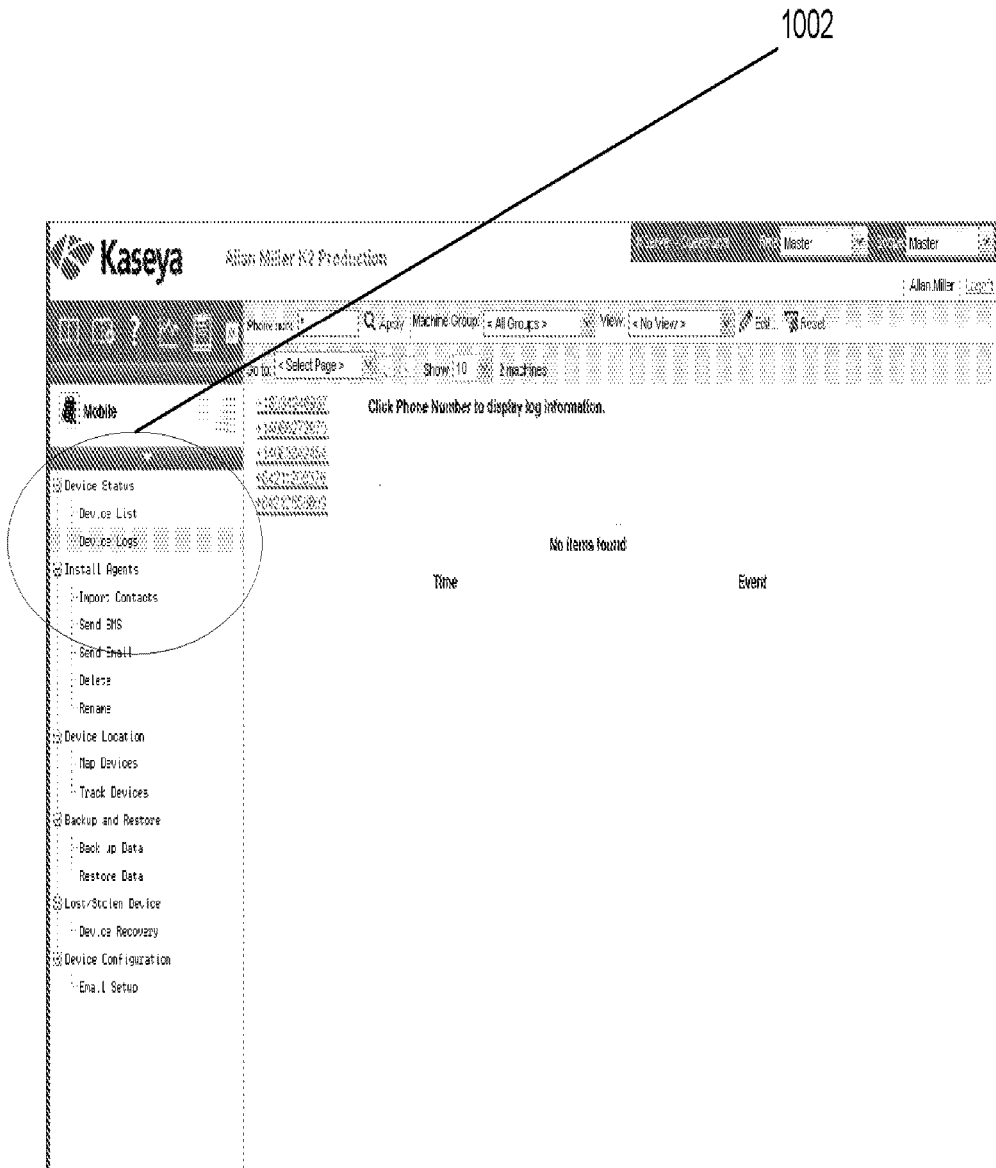 1002
Kaseya Allan Miller K2 Production
Master Master
Allan.Miller Logoff
Apply Machine Group: < All Groups > View: < No View > Edit... Reset
Go to: < Select Page > Show 10 2 machines
Mobile
Click Phone Number to display log information.
Device Status
Device List
Device Logs
No items found
Install Agents
Time Event
Import Contacts
Send SMS
Send Email
Delete
Rename
Device Location
Map Devices
Track Devices
Backup and Restore
Back up Data
Restore Data
Lost/Stolen Device
Device Recovery
Device Configuration
Email Setup